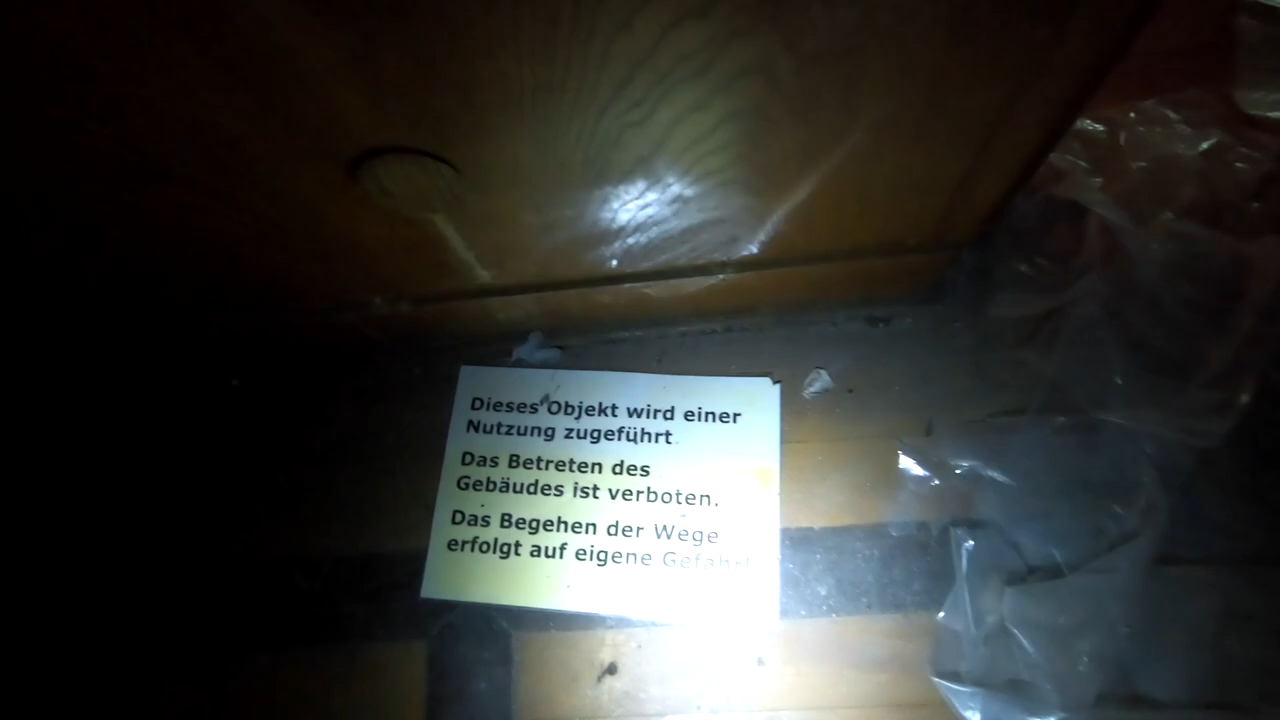 Dieses Objekt wird einer
Nutzung zugeführt.
Das Betreten des
Gebäudes ist verboten.
Das Begehen der Wege
erfolgt auf eigene Gefahr!